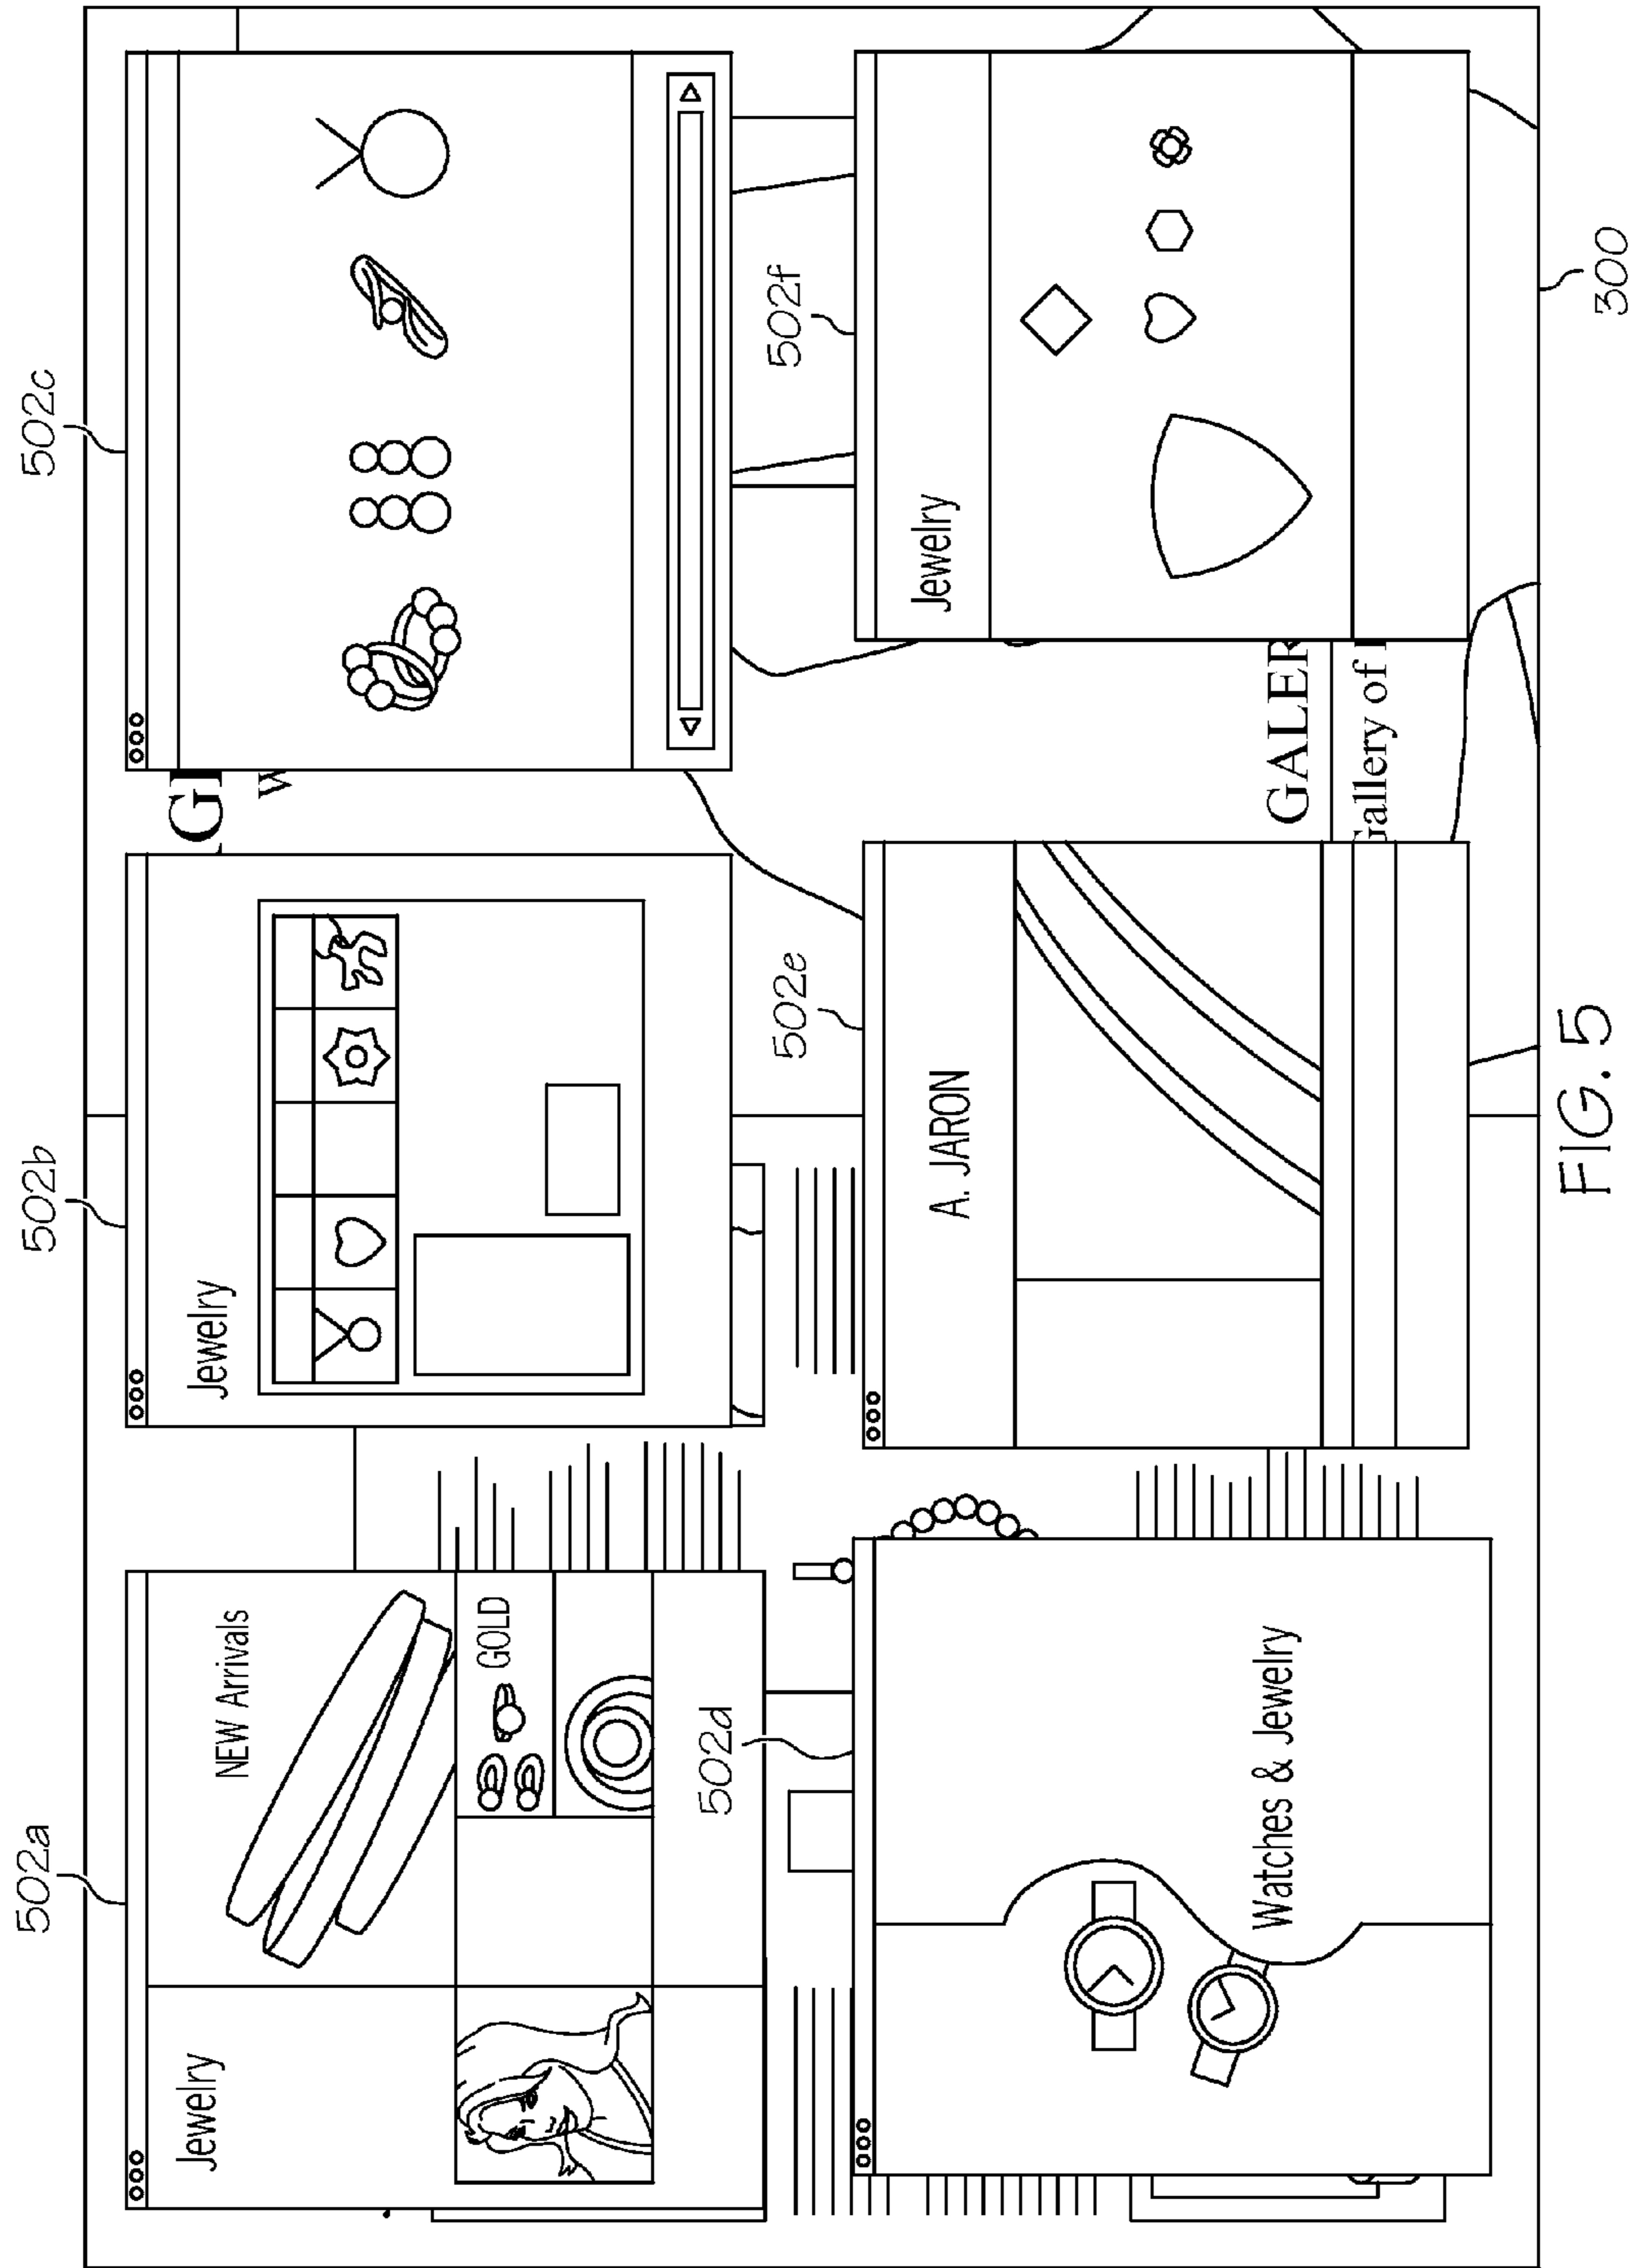 502a
502b
502c
Jewelry
NEW Arrivals
GOLD
Jewelry
W
502d
502e
502f
Watches & Jewelry
A. JARON
Jewelry
GALER
Gallery of
300
FIG. 5